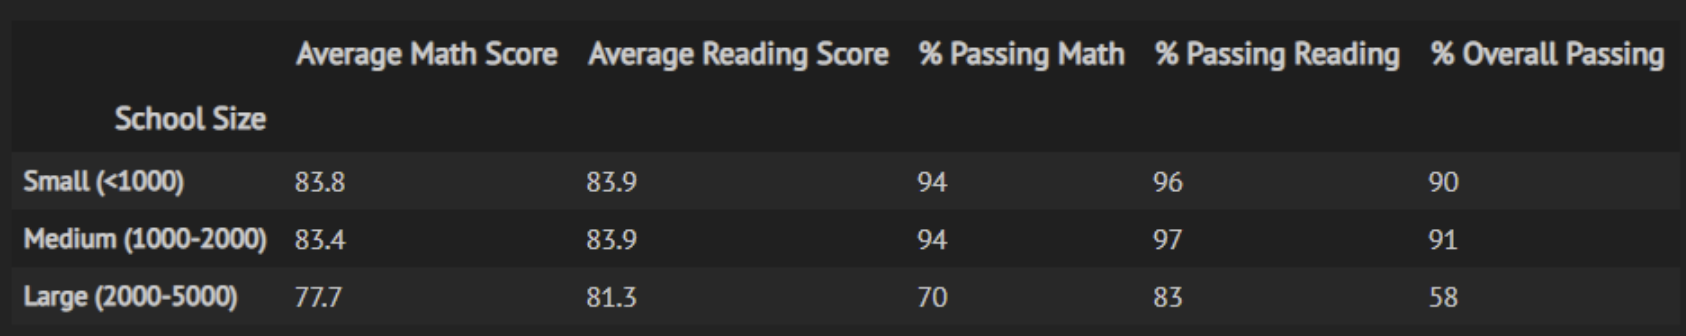 Average Math Score Average Reading Score % Passing Math % Passing Reading % Overall Passing
School Size
Small (<1000) 83.8 83.9 94 96 90
Medium (1000-2000) 83.4 83.9 94 97 91
Large (2000-5000) 77.7 81.3 70 83 58